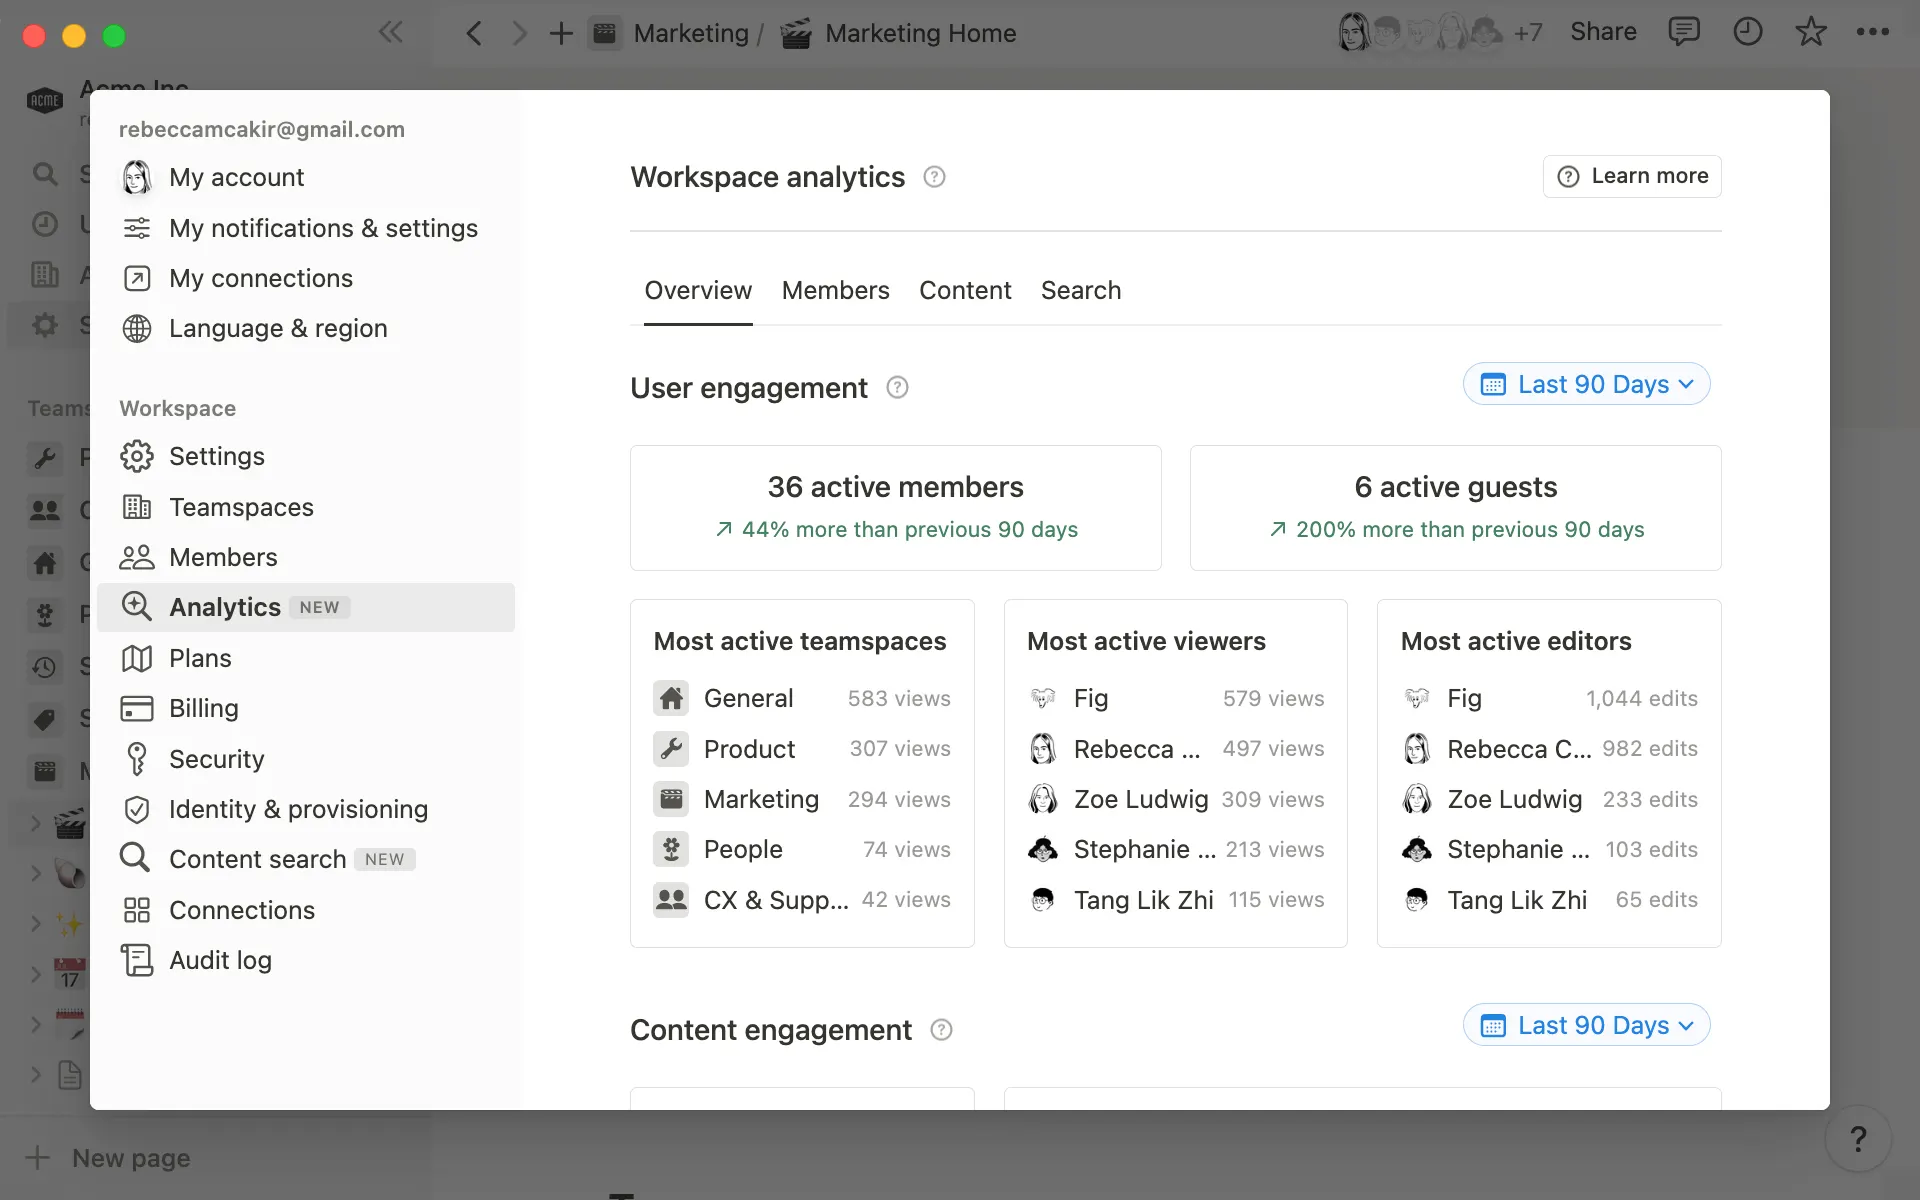 Marketing / Marketing Home
+7
Share
ACME
Acme Inc
rebeccamcakir@gmail.com
My account
My notifications & settings
My connections
Language & region
Teams
Workspace
Settings
Teamspaces
Members
Analytics NEW
Plans
Billing
Security
Identity & provisioning
Content search NEW
Connections
Audit log
17
New page
Workspace analytics
Learn more
Overview Members Content Search
User engagement
Last 90 Days
36 active members
44% more than previous 90 days
6 active guests
200% more than previous 90 days
Most active teamspaces
General 583 views
Product 307 views
Marketing 294 views
People 74 views
CX & Supp... 42 views
Most active viewers
Fig 579 views
Rebecca ... 497 views
Zoe Ludwig 309 views
Stephanie ... 213 views
Tang Lik Zhi 115 views
Most active editors
Fig 1,044 edits
Rebecca C... 982 edits
Zoe Ludwig 233 edits
Stephanie ... 103 edits
Tang Lik Zhi 65 edits
Content engagement
Last 90 Days
?